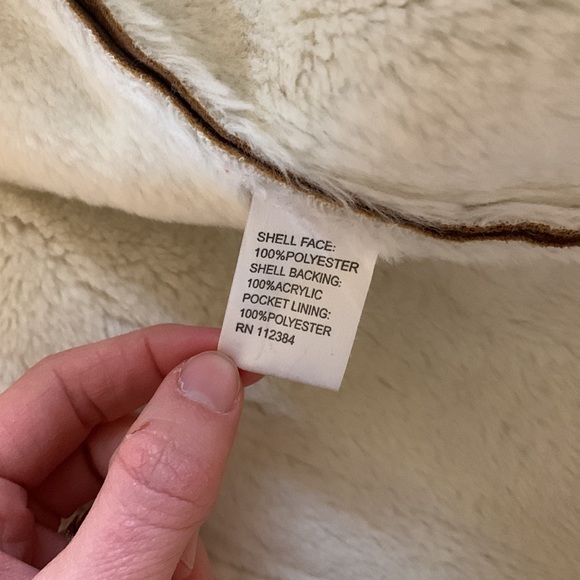 SHELL FACE:
100%POLYESTER
SHELL BACKING:
100%ACRYLIC
POCKET LINING:
100%POLYESTER
RN 112384